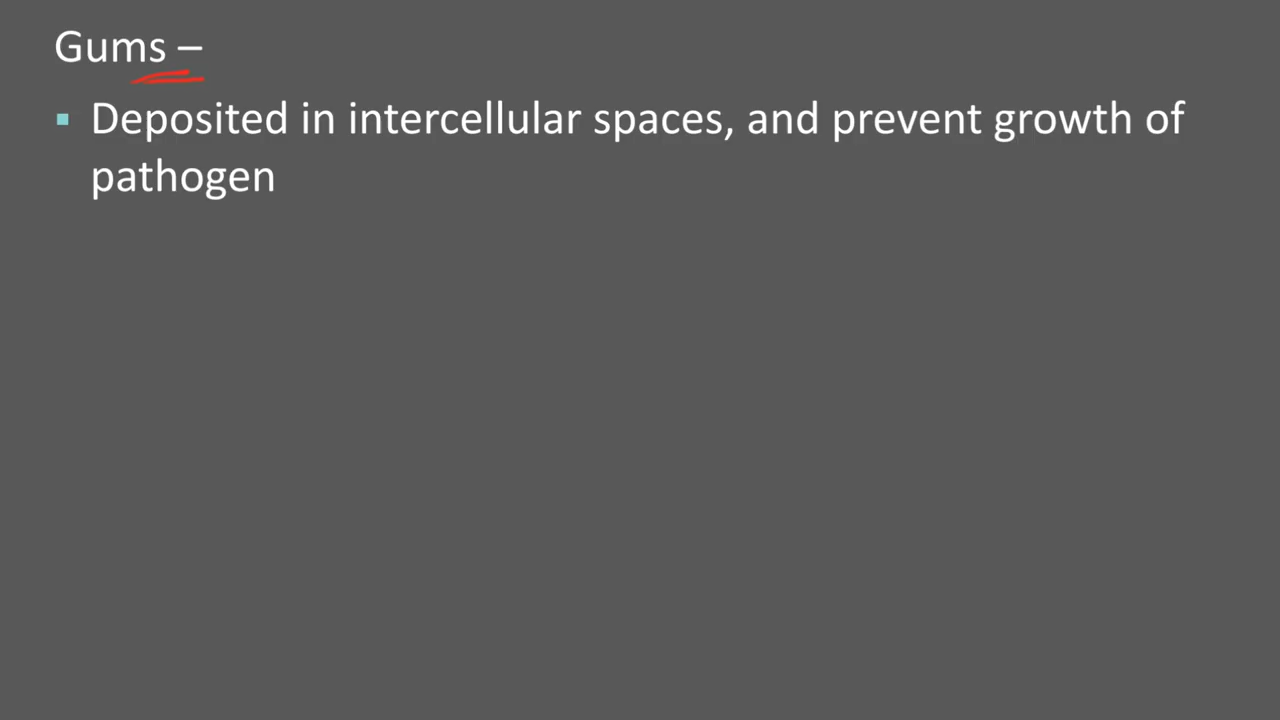 Gums –
▪ Deposited in intercellular spaces, and prevent growth of
pathogen